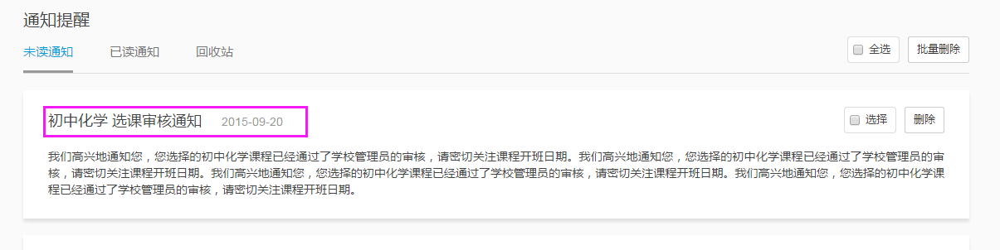 通知提醒
未读通知 已读通知 回收站 全选 批量删除
初中化学 选课审核通知 2015-09-20 选择 删除
我们高兴地通知您，您选择的初中化学课程已经通过了学校管理员的审核，请密切关注课程开班日期。我们高兴地通知您，您选择的初中化学课程已经通过了学校管理员的审
核，请密切关注课程开班日期。我们高兴地通知您，您选择的初中化学课程已经通过了学校管理员的审核，请密切关注课程开班日期。我们高兴地通知您，您选择的初中化学课
程已经通过了学校管理员的审核，请密切关注课程开班日期。